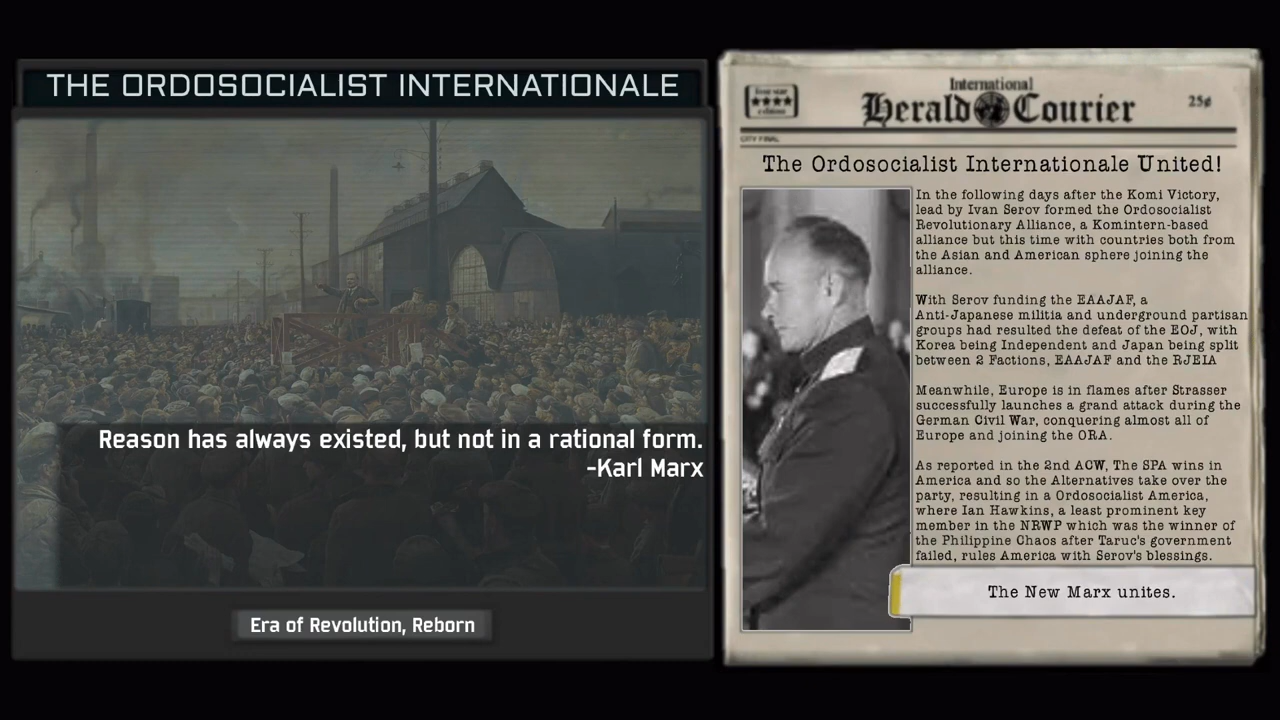 THE ORDOSOCIALIST INTERNATIONALE
Reason has always existed, but not in a rational form.
-Karl Marx
Era of Revolution, Reborn
International
Herald Courier
25¢
CITY FINAL
The Ordosocialist Internationale United!
In the following days after the Komi Victory,
lead by Ivan Serov formed the Ordosocialist
Revolutionary Alliance, a Komintern-based
alliance but this time with countries both from
the Asian and American sphere joining the
alliance.
With Serov funding the EAAJAF, a
Anti-Japanese militia and underground partisan
groups had resulted the defeat of the EOJ, with
Korea being Independent and Japan being split
between 2 Factions, EAAJAF and the RJEIA
Meanwhile, Europe is in flames after Strasser
successfully launches a grand attack during the
German Civil War, conquering almost all of
Europe and joining the ORA.
As reported in the 2nd ACW, The SPA wins in
America and so the Alternatives take over the
party, resulting in a Ordosocialist America,
where Ian Hawkins, a least prominent key
member in the NRWP which was the winner of
the Philippine Chaos after Taruc's government
failed, rules America with Serov's blessings.
The New Marx unites.